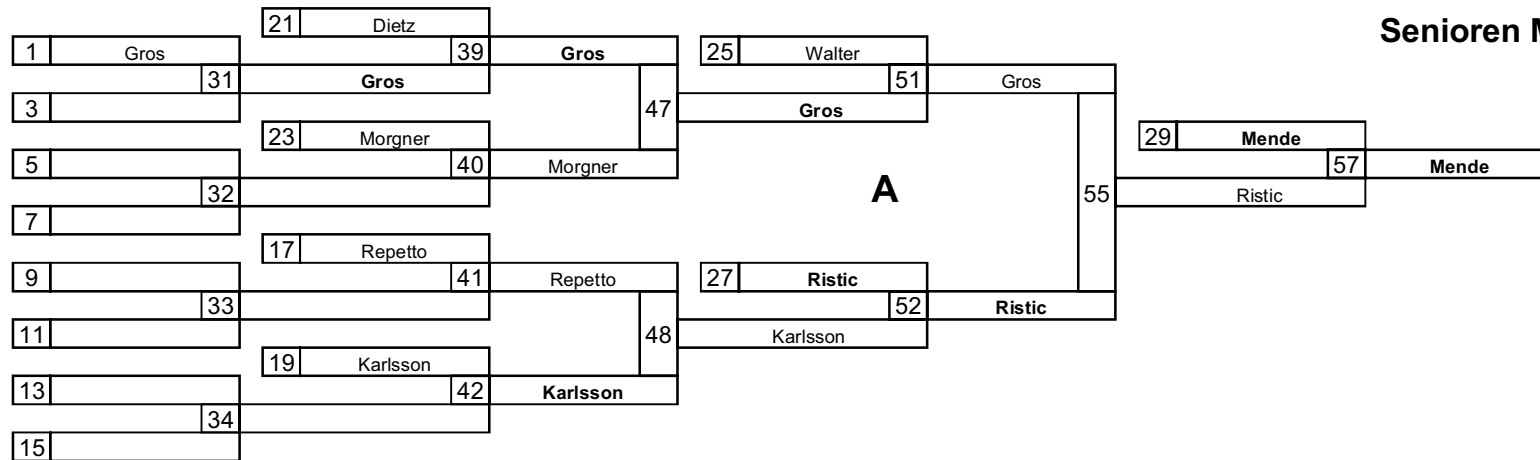 21 Dietz
Senioren M
1 Gros 39 Gros 25 Walter
31 Gros 51 Gros
3 47 Gros
23 Morgner 29 Mende
5 40 Morgner 57 Mende
32 A 55 Ristic
7
17 Repetto
9 41 Repetto 27 Ristic
33 52 Ristic
11 48 Karlsson
19 Karlsson
13 42 Karlsson
34
15